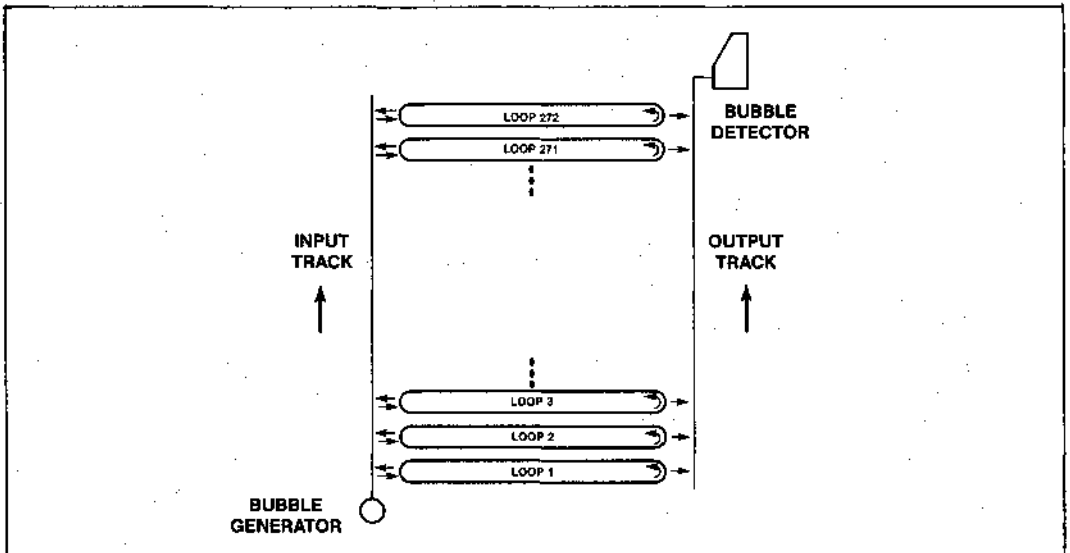 BUBBLE
DETECTOR
LOOP 272
LOOP 271
INPUT
TRACK
OUTPUT
TRACK
LOOP 3
LOOP 2
LOOP 1
BUBBLE
GENERATOR